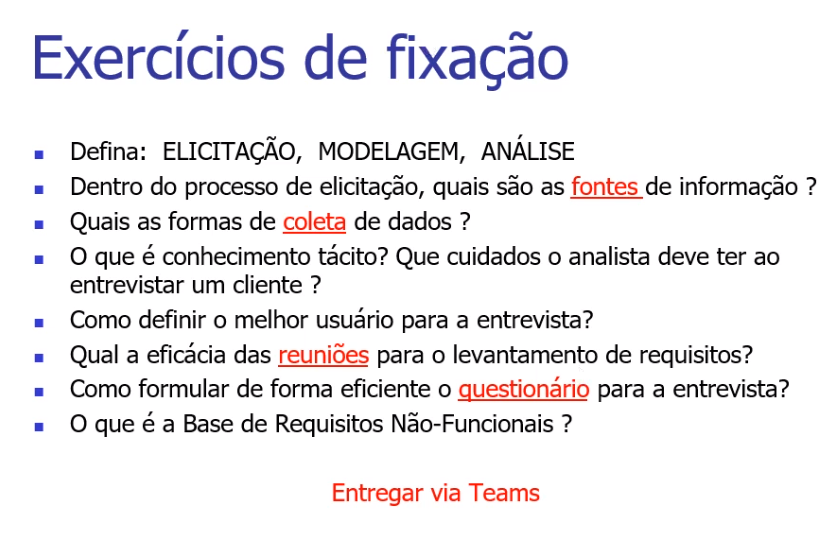 Exercícios de fixação
▪ Defina: ELICITAÇÃO, MODELAGEM, ANÁLISE
▪ Dentro do processo de elicitação, quais são as fontes de informação ?
▪ Quais as formas de coleta de dados ?
▪ O que é conhecimento tácito? Que cuidados o analista deve ter ao
entrevistar um cliente ?
▪ Como definir o melhor usuário para a entrevista?
▪ Qual a eficácia das reuniões para o levantamento de requisitos?
▪ Como formular de forma eficiente o questionário para a entrevista?
▪ O que é a Base de Requisitos Não-Funcionais ?
Entregar via Teams